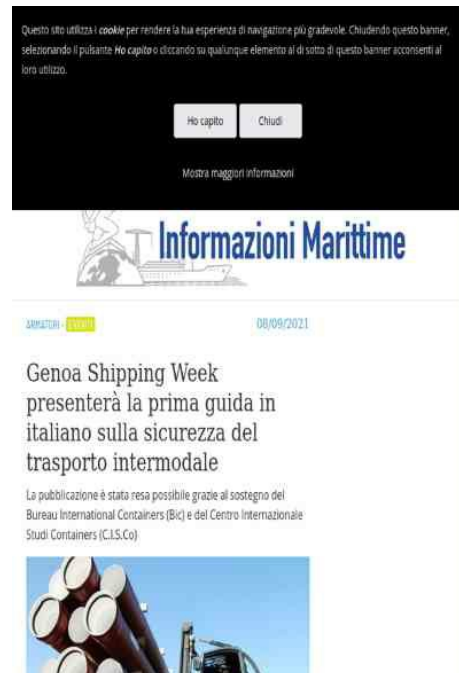 Questo sito utilizza i cookie per rendere la tua esperienza di navigazione più gradevole. Chiudendo questo banner,
selezionando il pulsante Ho capito o cliccando su qualunque elemento al di sotto di questo banner acconsenti al
loro utilizzo.
Ho capito
Chiudi
Mostra maggiori informazioni
Informazioni Marittime
ARMATORI - EVENTI
08/09/2021
Genoa Shipping Week
presenterà la prima guida in
italiano sulla sicurezza del
trasporto intermodale
La pubblicazione è stata resa possibile grazie al sostegno del
Bureau International Containers (Bic) e del Centro Internazionale
Studi Containers (C.I.S.Co)